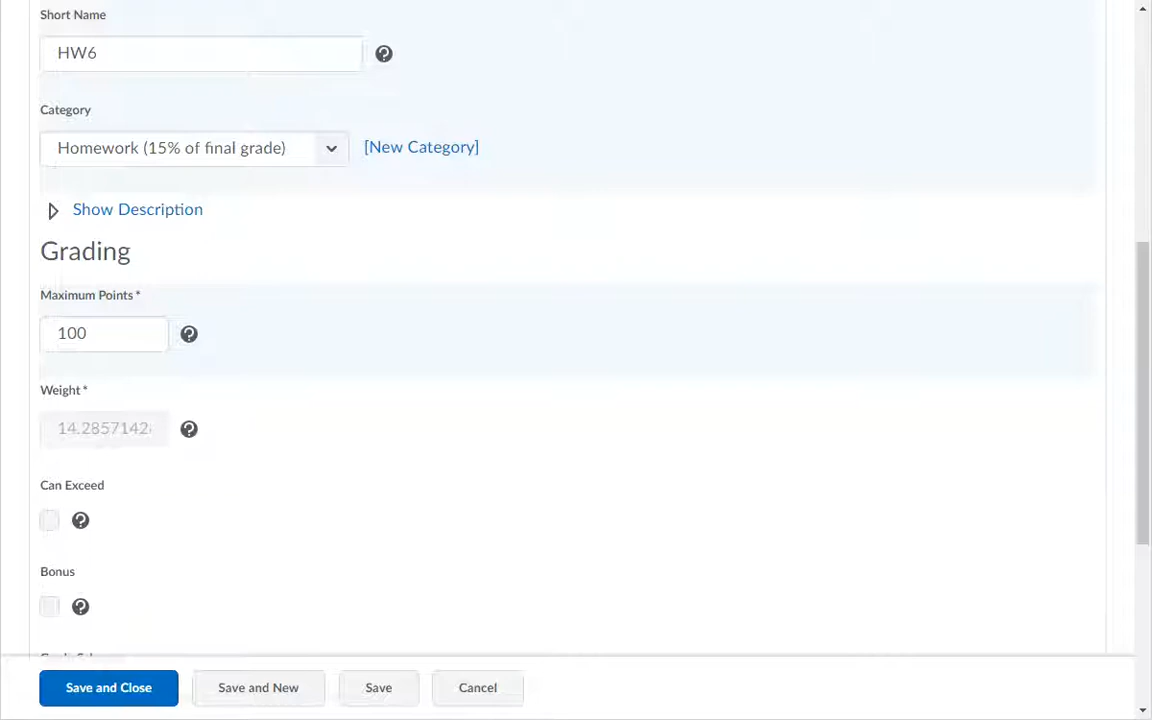 Short Name
HW6
Category
Homework (15% of final grade)
[New Category]
Show Description
Grading
Maximum Points *
100
Weight *
14.28571428
Can Exceed
Bonus
Save and Close
Save and New
Save
Cancel